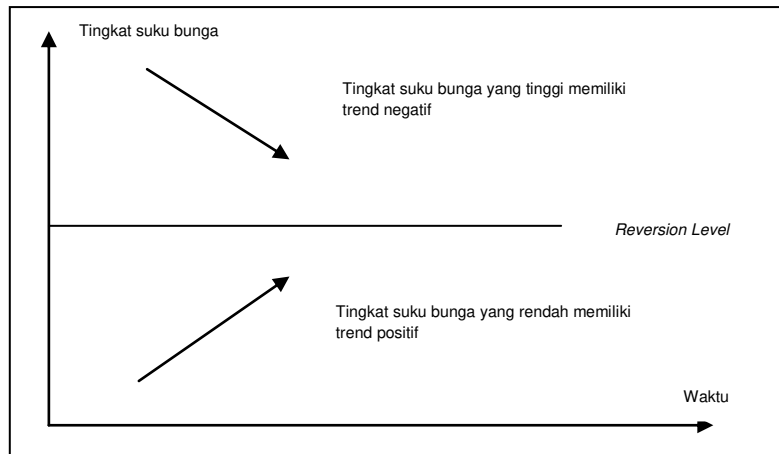 Tingkat suku bunga
Tingkat suku bunga yang tinggi memiliki
trend negatif
Reversion Level
Tingkat suku bunga yang rendah memiliki
trend positif
Waktu